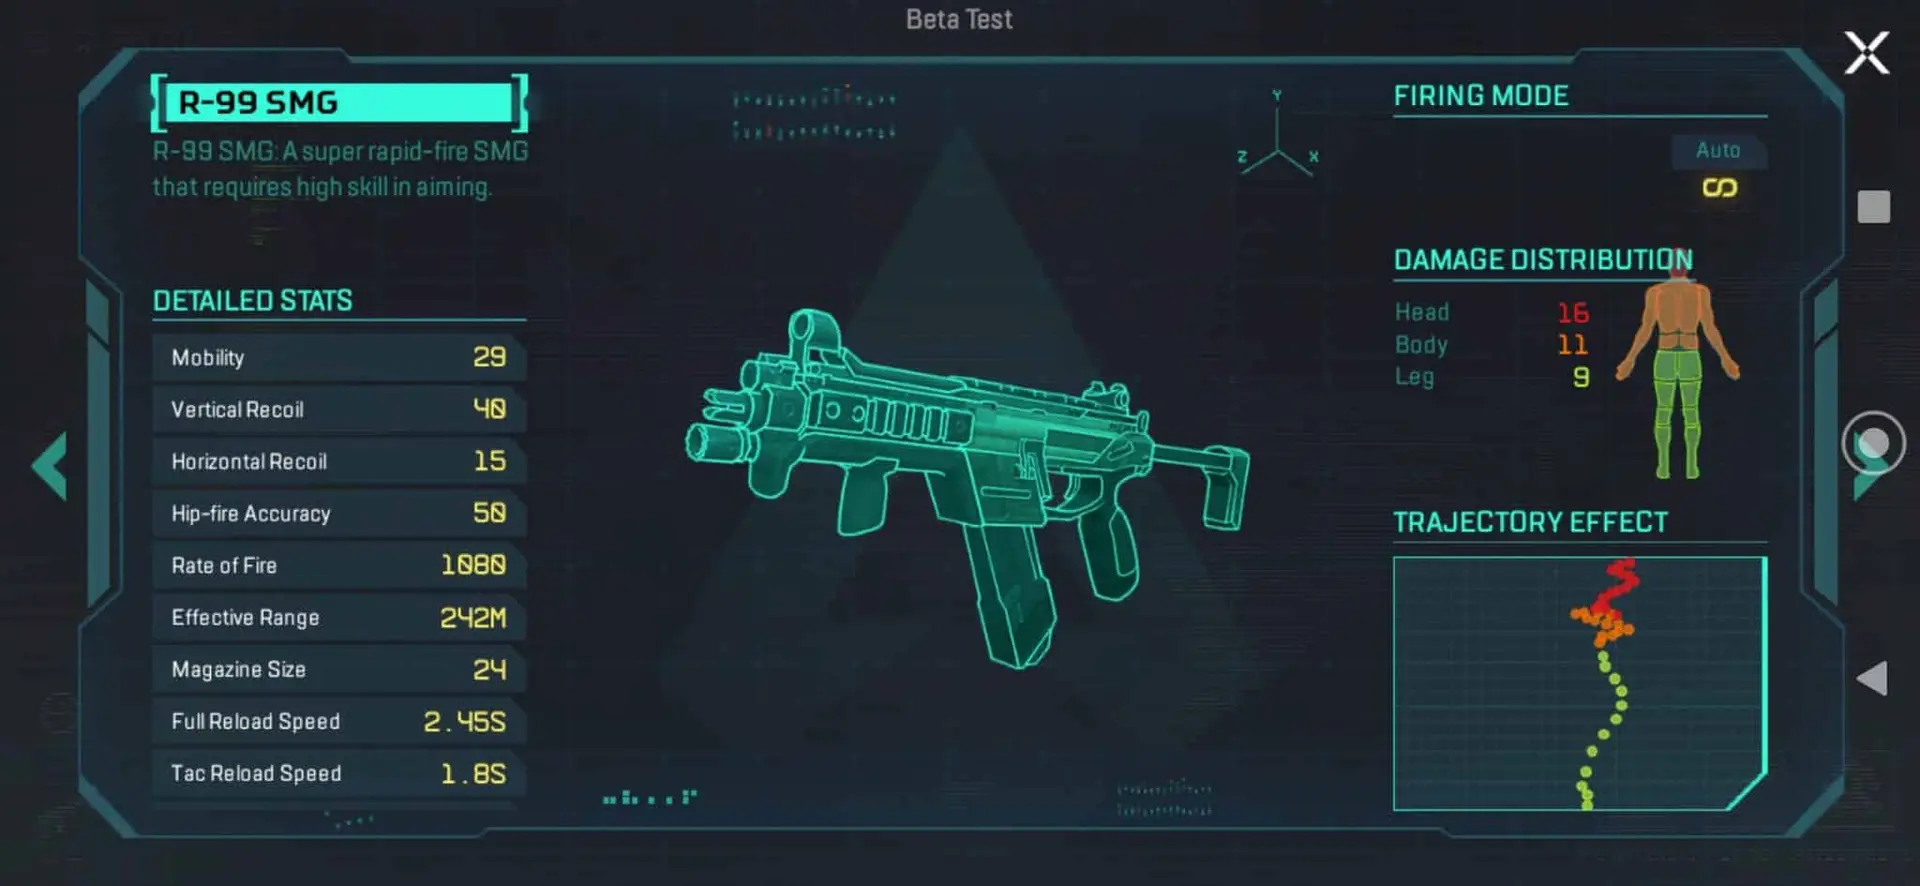 Beta Test
R-99 SMG
R-99 SMG: A super rapid-fire SMG
that requires high skill in aiming.
DETAILED STATS
Mobility 29
Vertical Recoil 40
Horizontal Recoil 15
Hip-fire Accuracy 50
Rate of Fire 1080
Effective Range 242M
Magazine Size 24
Full Reload Speed 2.45S
Tac Reload Speed 1.8S
Y
Z X
FIRING MODE
Auto
DAMAGE DISTRIBUTION
Head 16
Body 11
Leg 9
TRAJECTORY EFFECT